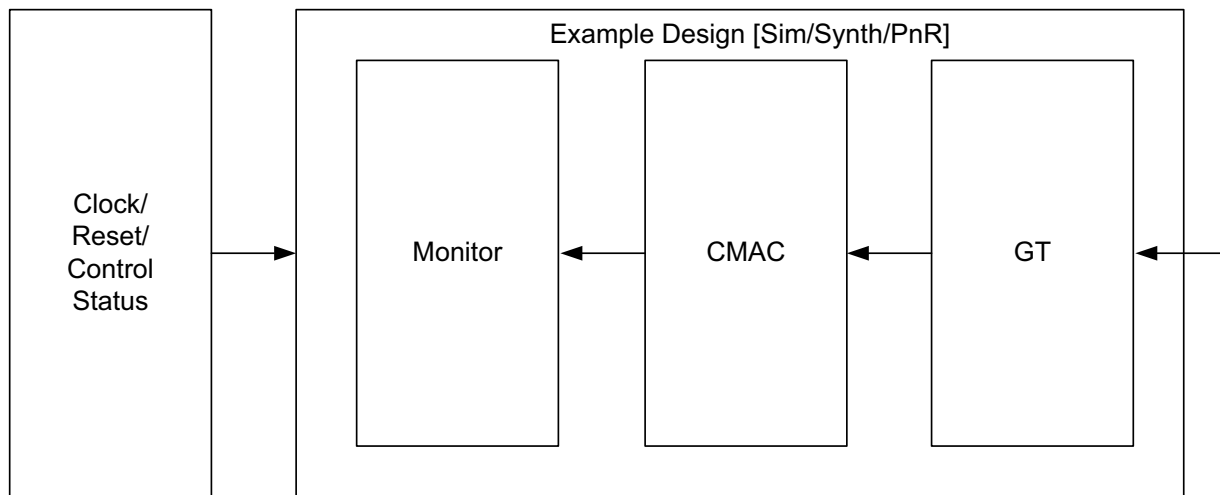 Example Design [Sim/Synth/PnR]
Clock/
Reset/
Control
Status
Monitor
CMAC
GT